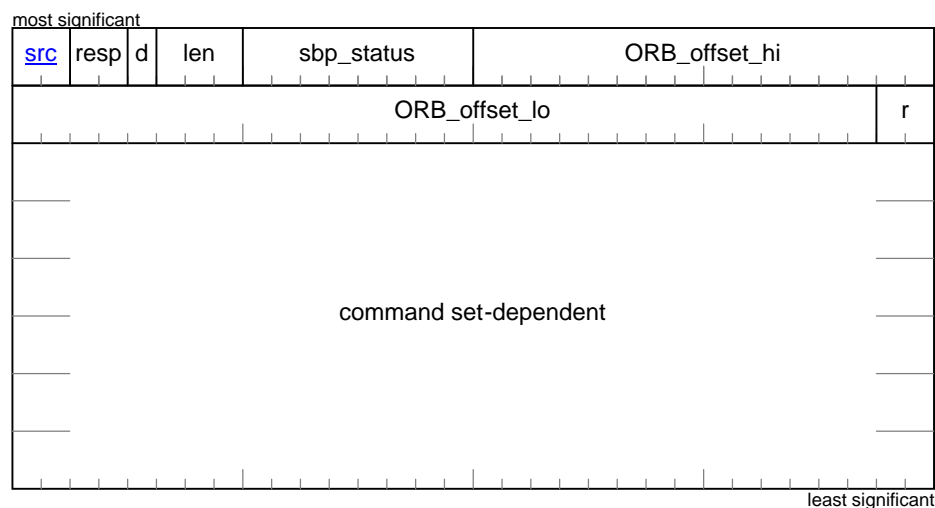 most significant
src resp d len sbp_status ORB_offset_hi
ORB_offset_lo r
command set-dependent
least significant